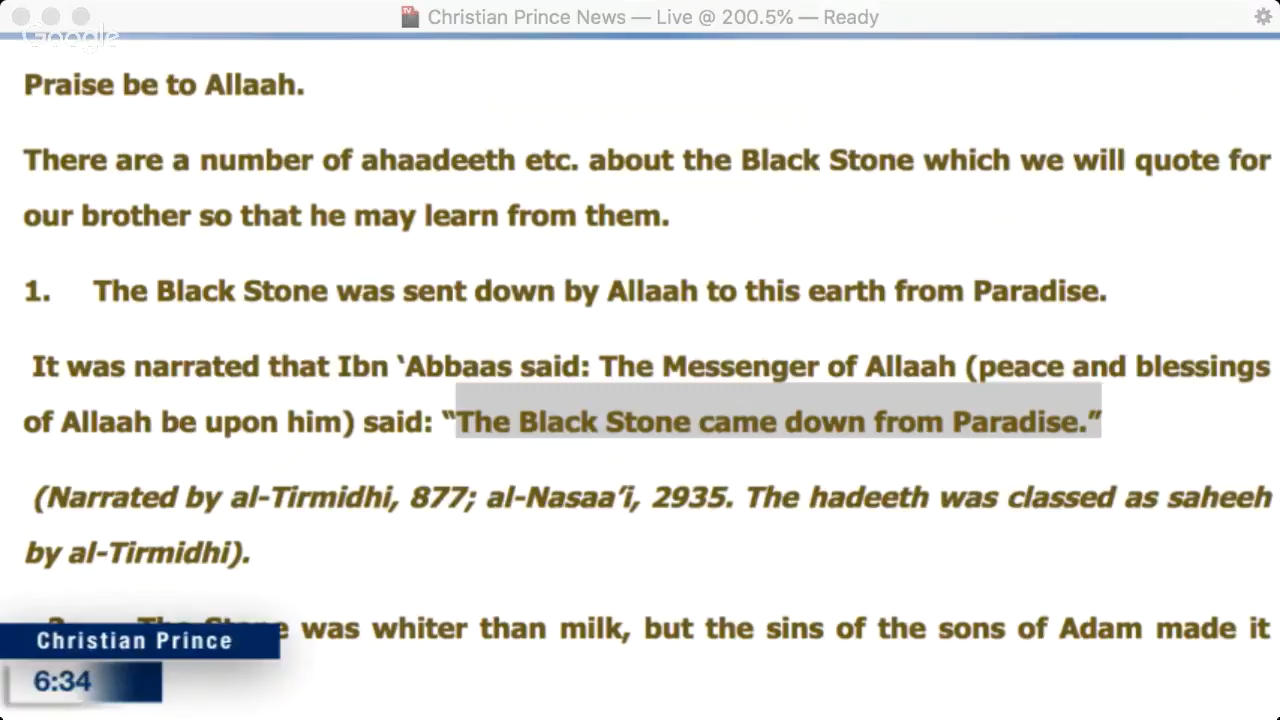 Christian Prince News — Live @ 200.5% — Ready
Google
Praise be to Allaah.
There are a number of ahaadeeth etc. about the Black Stone which we will quote for
our brother so that he may learn from them.
1. The Black Stone was sent down by Allaah to this earth from Paradise.
It was narrated that Ibn ‘Abbaas said: The Messenger of Allaah (peace and blessings
of Allaah be upon him) said: “The Black Stone came down from Paradise.”
(Narrated by al-Tirmidhi, 877; al-Nasaa’i, 2935. The hadeeth was classed as saheeh
by al-Tirmidhi).
The Stone was whiter than milk, but the sins of the sons of Adam made it
Christian Prince
6:34